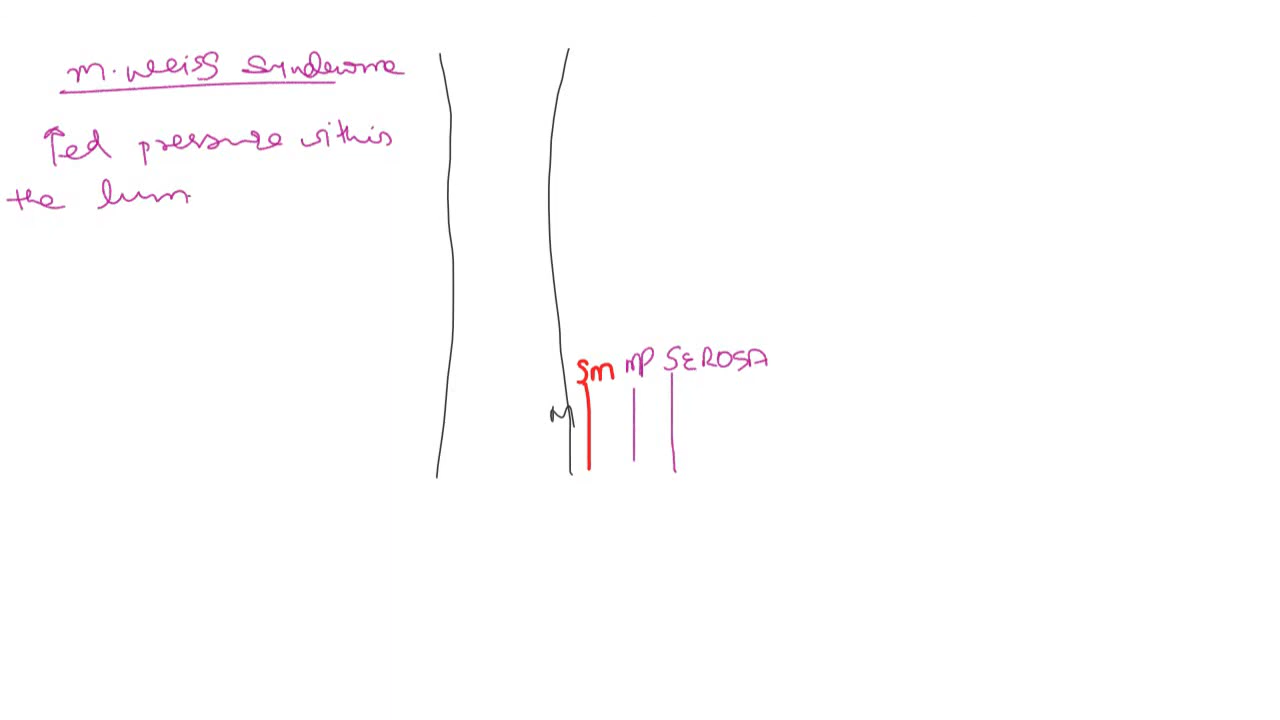 m. weiss syndrome
↑ed pressure within
the lum
Sm mP SEROSA
M